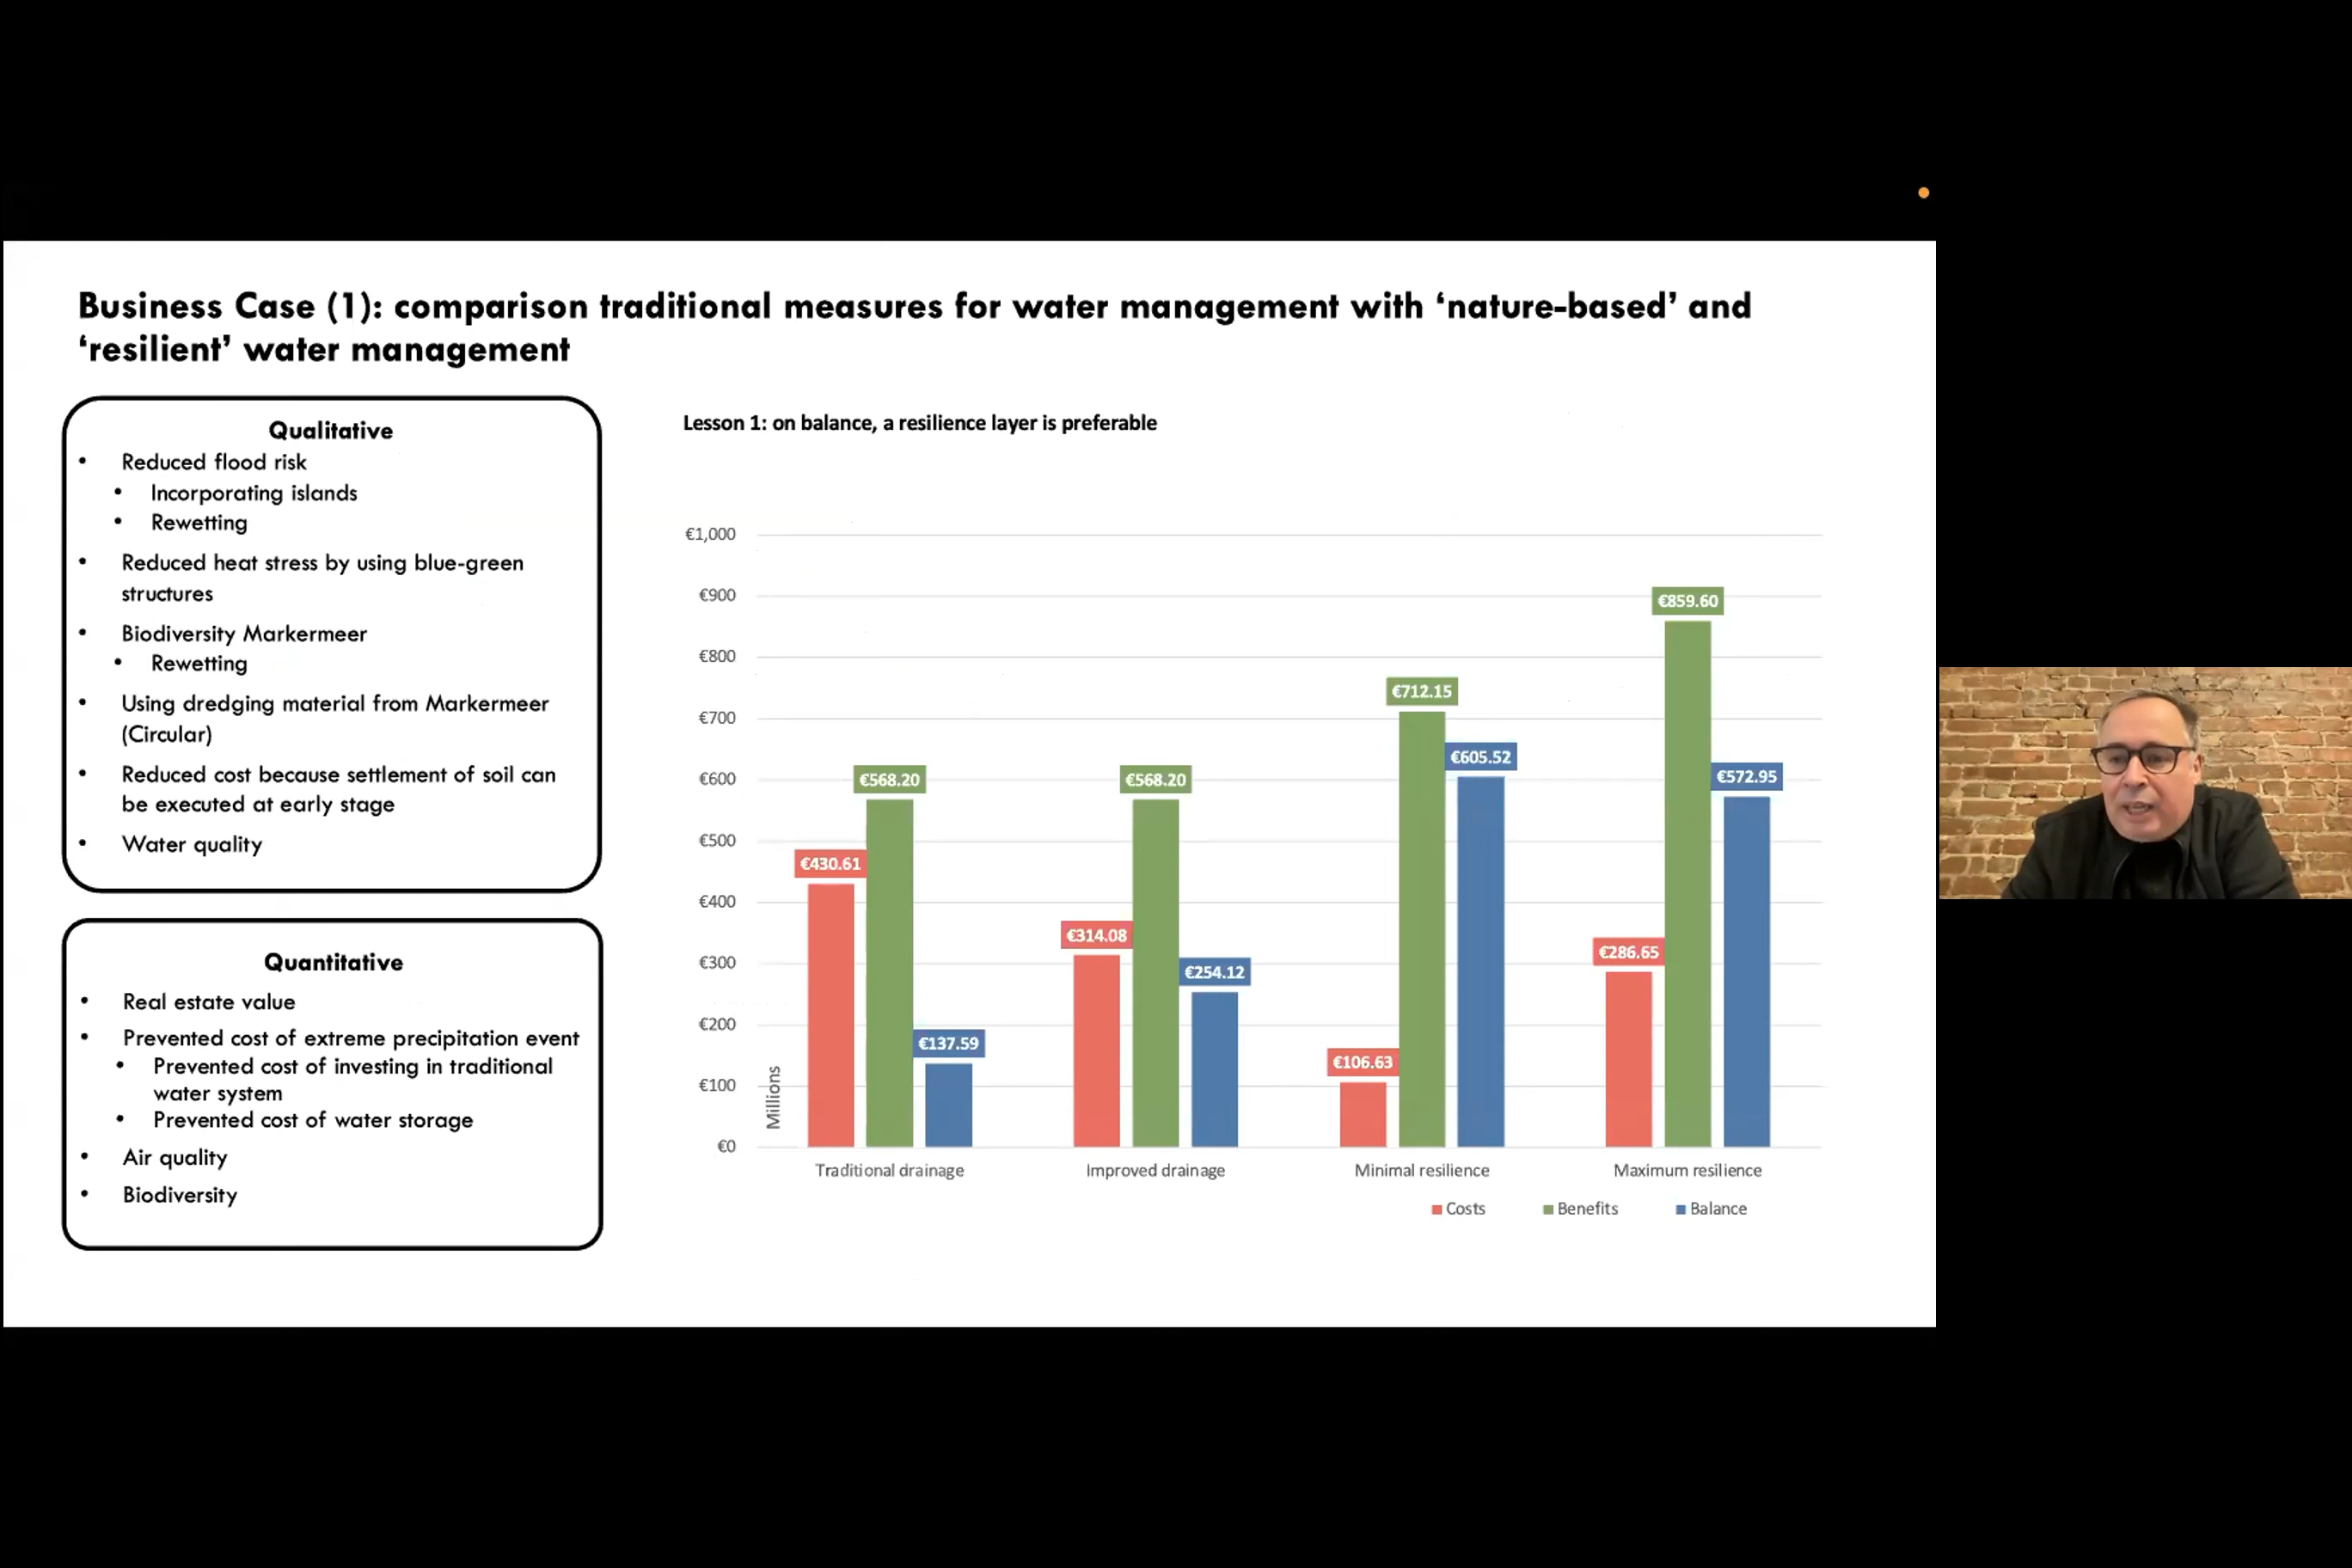 Business Case (1): comparison traditional measures for water management with ‘nature-based’ and
‘resilient’ water management
Qualitative
• Reduced flood risk
• Incorporating islands
• Rewetting
• Reduced heat stress by using blue-green
structures
• Biodiversity Markermeer
• Rewetting
• Using dredging material from Markermeer
(Circular)
• Reduced cost because settlement of soil can
be executed at early stage
• Water quality
Quantitative
• Real estate value
• Prevented cost of extreme precipitation event
• Prevented cost of investing in traditional
water system
• Prevented cost of water storage
• Air quality
• Biodiversity
Lesson 1: on balance, a resilience layer is preferable
€1,000
€900
€800
€700
€600
€500
€400
€300
€200
€100
€0
Millions
€430.61
€568.20
€137.59
€314.08
€568.20
€254.12
€106.63
€712.15
€605.52
€286.65
€859.60
€572.95
Traditional drainage
Improved drainage
Minimal resilience
Maximum resilience
Costs
Benefits
Balance